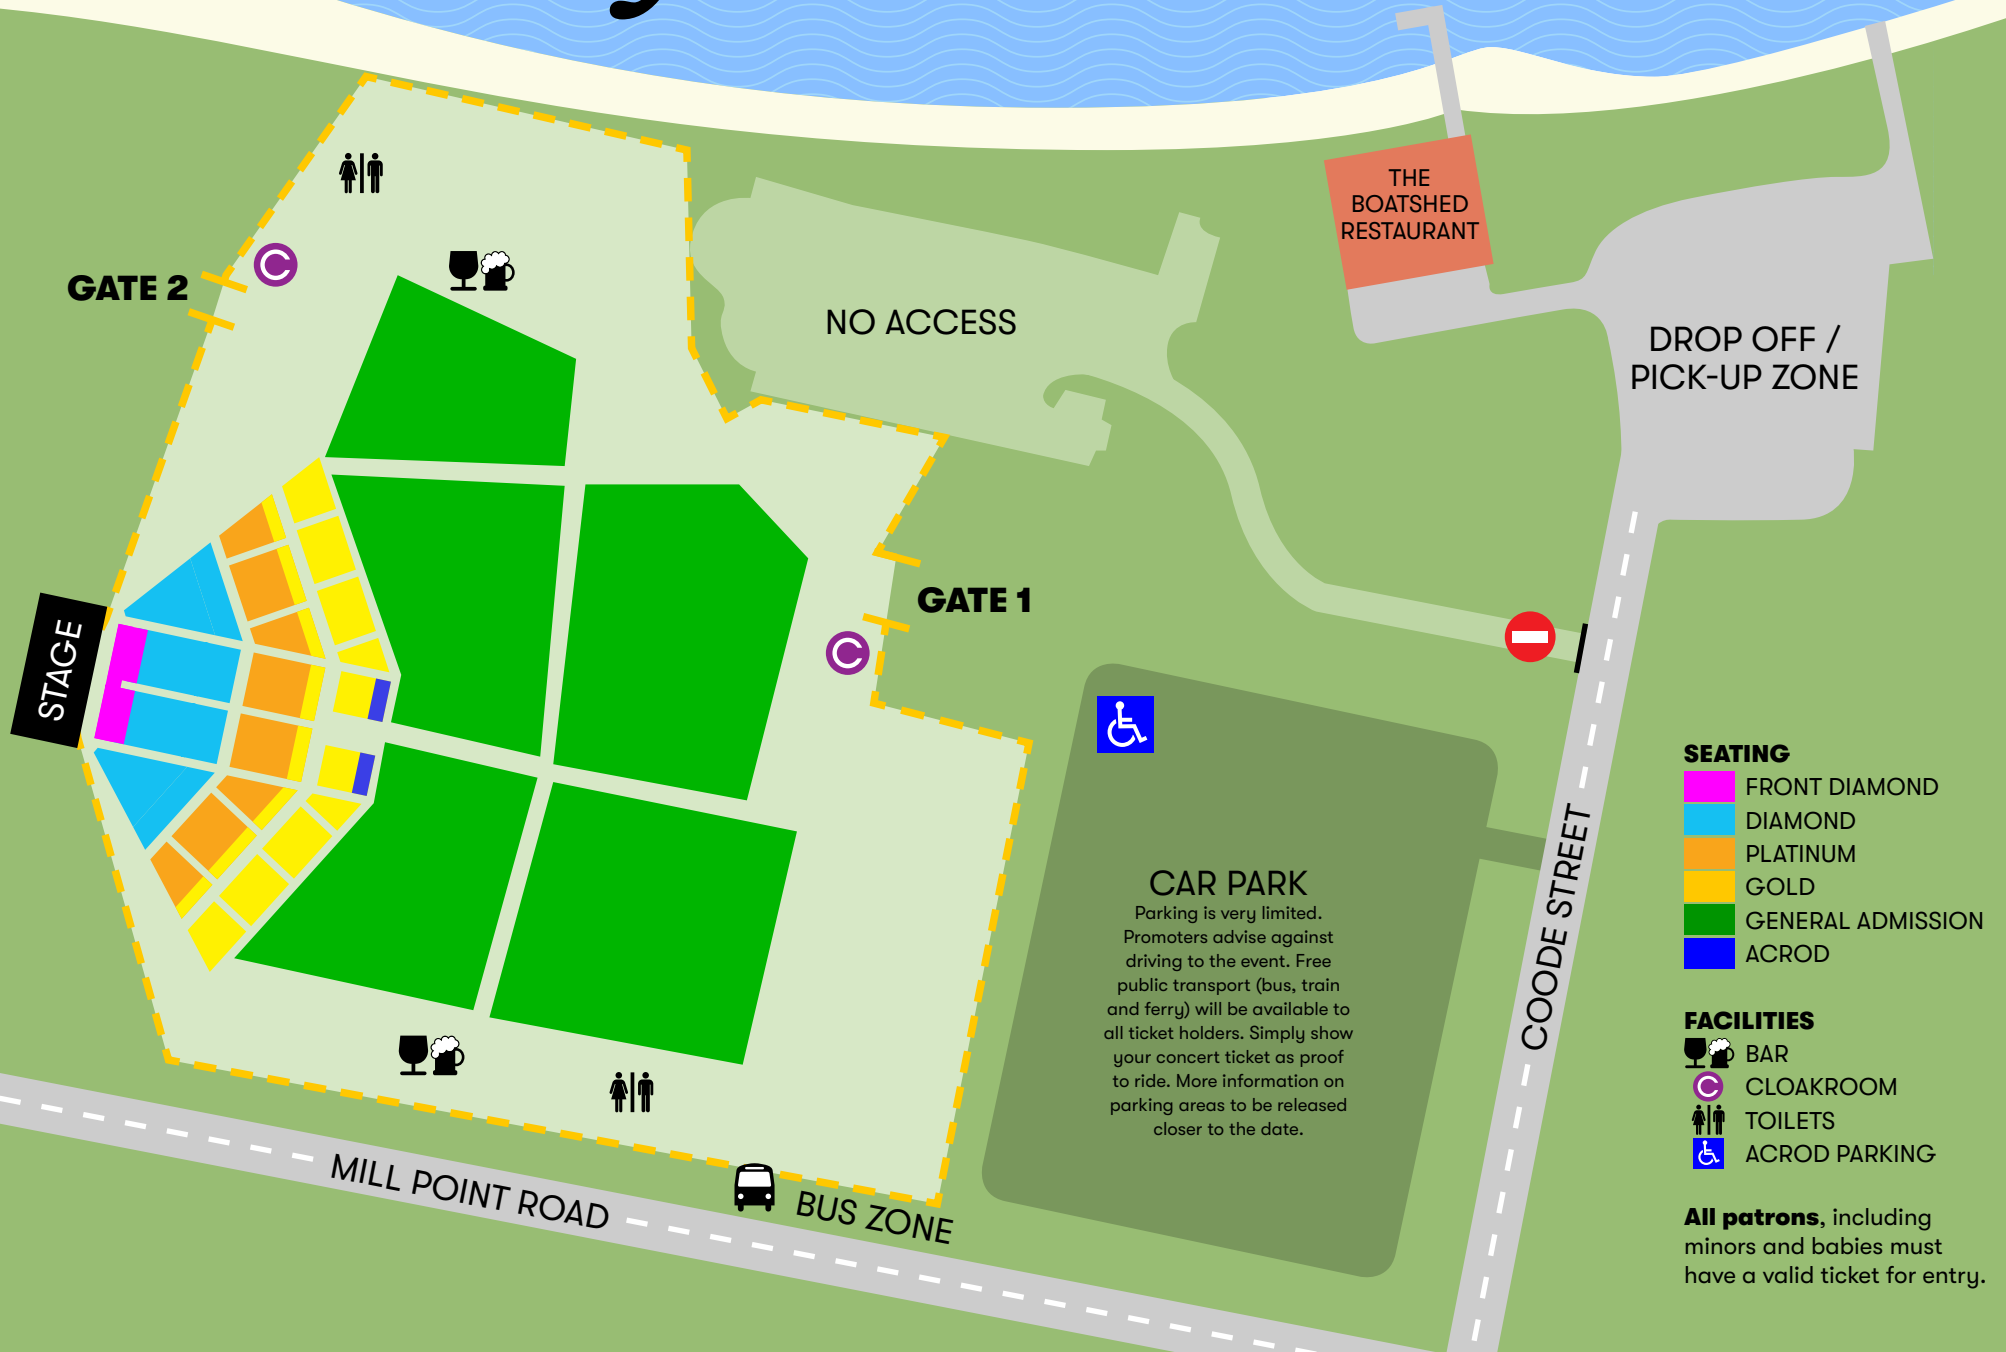 THE
BOATSHED
RESTAURANT
GATE 2
NO ACCESS
DROP OFF /
PICK-UP ZONE
GATE 1
STAGE
CAR PARK
Parking is very limited.
Promoters advise against
driving to the event. Free
public transport (bus, train
and ferry) will be available to
all ticket holders. Simply show
your concert ticket as proof
to ride. More information on
parking areas to be released
closer to the date.
COODE STREET
MILL POINT ROAD
BUS ZONE
SEATING
FRONT DIAMOND
DIAMOND
PLATINUM
GOLD
GENERAL ADMISSION
ACROD
FACILITIES
BAR
C CLOAKROOM
TOILETS
ACROD PARKING
All patrons, including
minors and babies must
have a valid ticket for entry.
C
C